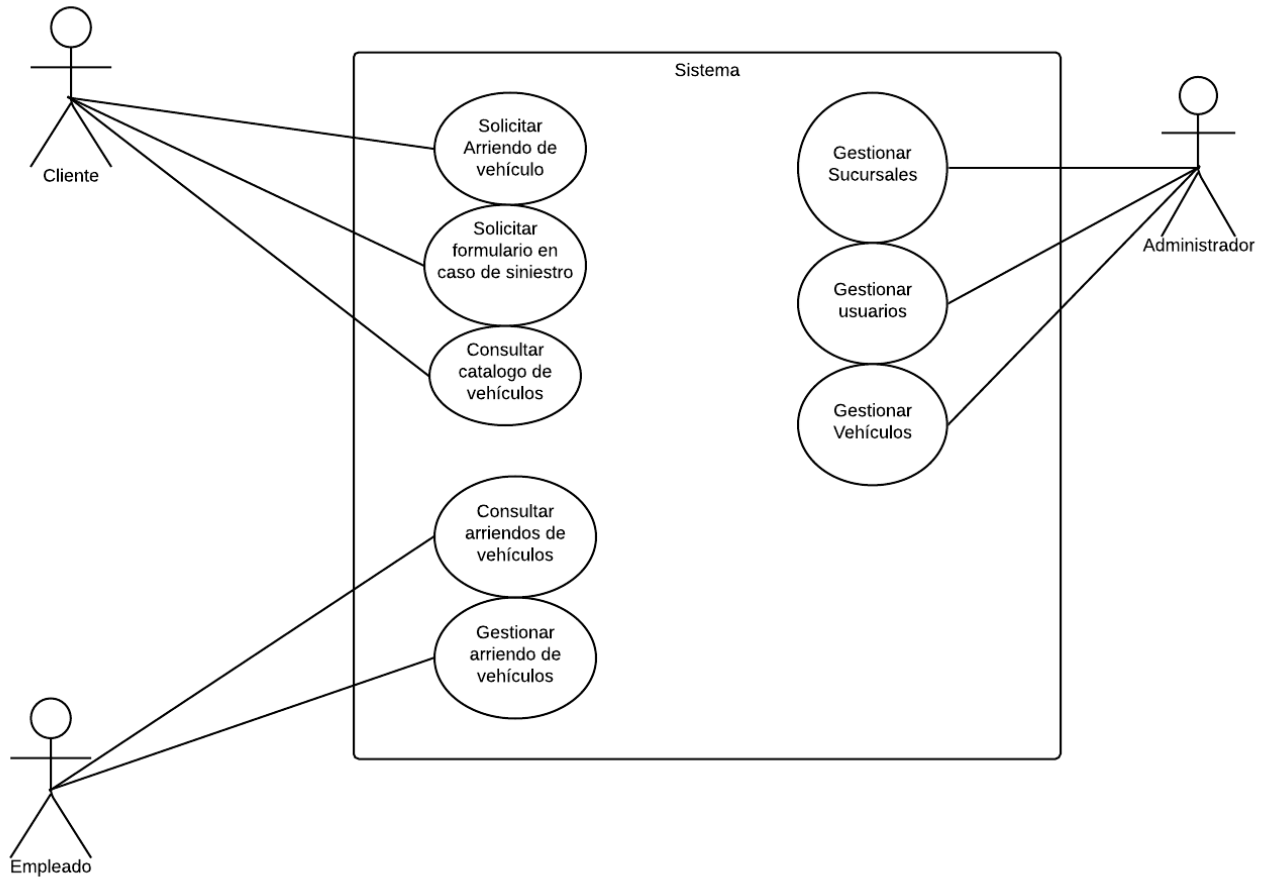 Sistema
Cliente
Solicitar
Arriendo de
vehículo
Solicitar
formulario en
caso de siniestro
Consultar
catalogo de
vehículos
Consultar
arriendos de
vehículos
Gestionar
arriendo de
vehículos
Empleado
Gestionar
Sucursales
Gestionar
usuarios
Gestionar
Vehículos
Administrador